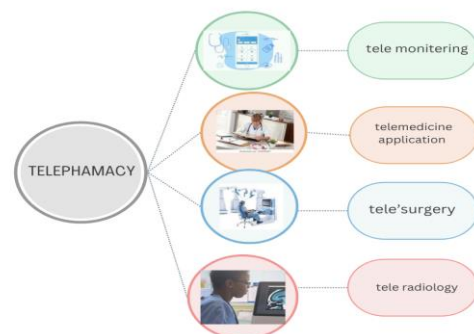 tele monitering
telemedicine
application
TELEPHAMACY
tele'surgery
tele radiology